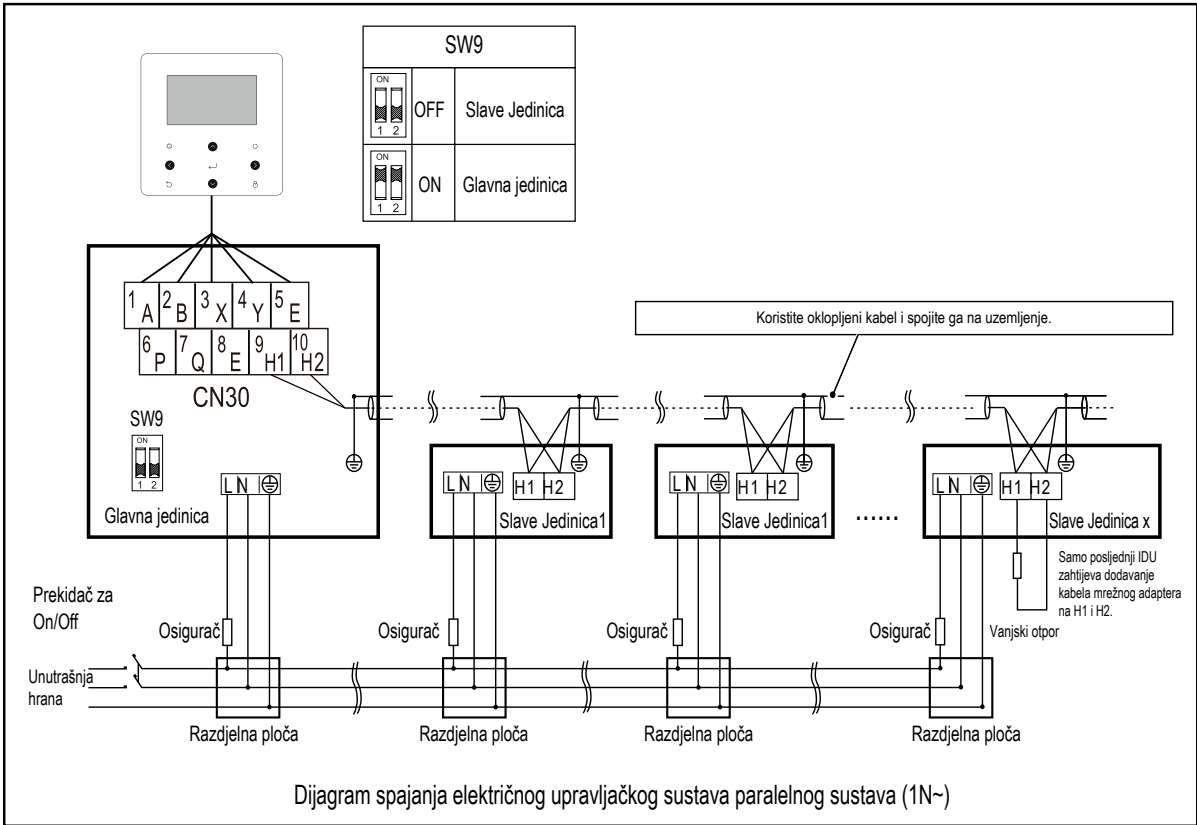 SW9
ON
1 2
OFF
Slave Jedinica
ON
1 2
ON
Glavna jedinica
1 A
2 B
3 X
4 Y
5 E
6 P
7 Q
8 E
9 H1
10 H2
CN30
SW9
ON
1 2
Glavna jedinica
L N
Koristite oklopljeni kabel i spojite ga na uzemljenje.
L N
H1 H2
Slave Jedinica1
L N
H1 H2
Slave Jedinica1
......
L N
H1 H2
Slave Jedinica x
Samo posljednji IDU
zahtijeva dodavanje
kabela mrežnog adaptera
na H1 i H2.
Vanjski otpor
Prekidač za
On/Off
Osigurač
Osigurač
Osigurač
Osigurač
Unutrašnja
hrana
Razdjelna ploča
Razdjelna ploča
Razdjelna ploča
Razdjelna ploča
Dijagram spajanja električnog upravljačkog sustava paralelnog sustava (1N~)